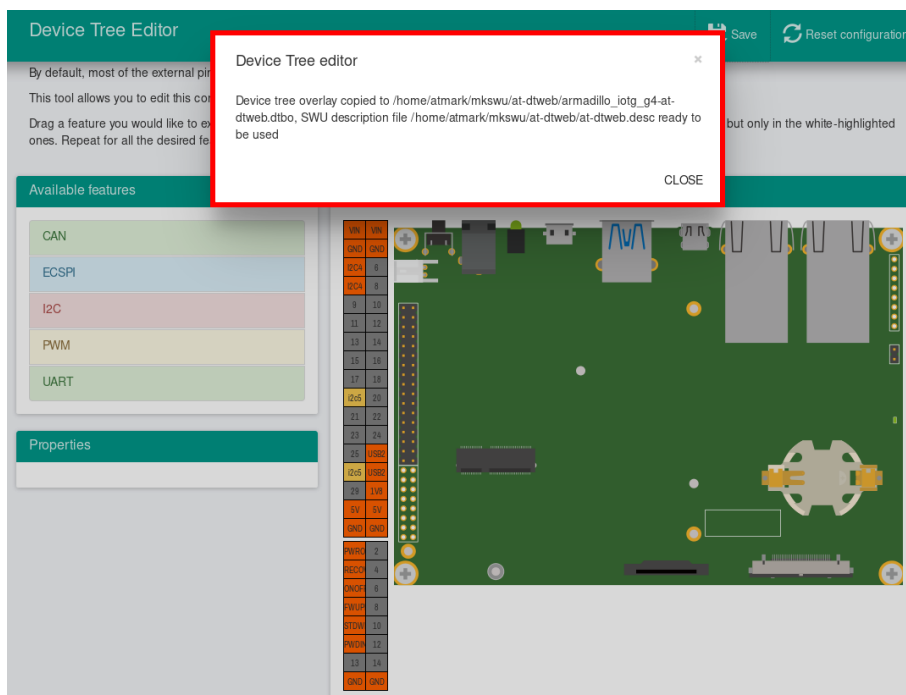 Device Tree Editor
Save
Reset configuration
By default, most of the external pi
This tool allows you to edit this co
Drag a feature you would like to e
but only in the white-highlighted
ones. Repeat for all the desired fe
Device Tree editor
×
Device tree overlay copied to /home/atmark/mkswu/at-dtweb/armadillo_iotg_g4-at-
dtweb.dtbo, SWU description file /home/atmark/mkswu/at-dtweb/at-dtweb.desc ready to
be used
CLOSE
Available features
CAN
ECSPI
I2C
PWM
UART
Properties
VIN VIN
GND GND
I2C4 6
I2C4 8
9 10
11 12
13 14
15 16
17 18
i2c5 20
21 22
23 24
25 USB2
i2c5 USB2
29 1V8
5V 5V
GND GND
PWRO 2
RECOV 4
ONOFF 6
FWUP 8
STDW 10
PWDIN 12
13 14
GND GND